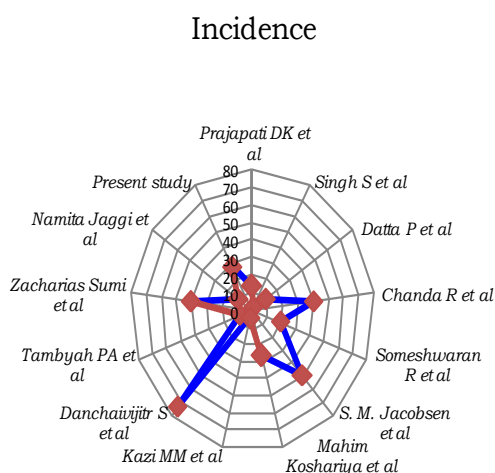 Incidence
Prajapati DK et
al
Singh S et al
Datta P et al
Chanda R et al
Someshwaran
R et al
S. M. Jacobsen
et al
Mahim
Koshariya et al
Kazi MM et al
Danchaivijitr S
et al
Tambyah PA et
al
Zacharias Sumi
et al
Namita Jaggi et
al
Present study
80
70
60
50
40
30
20
10
0